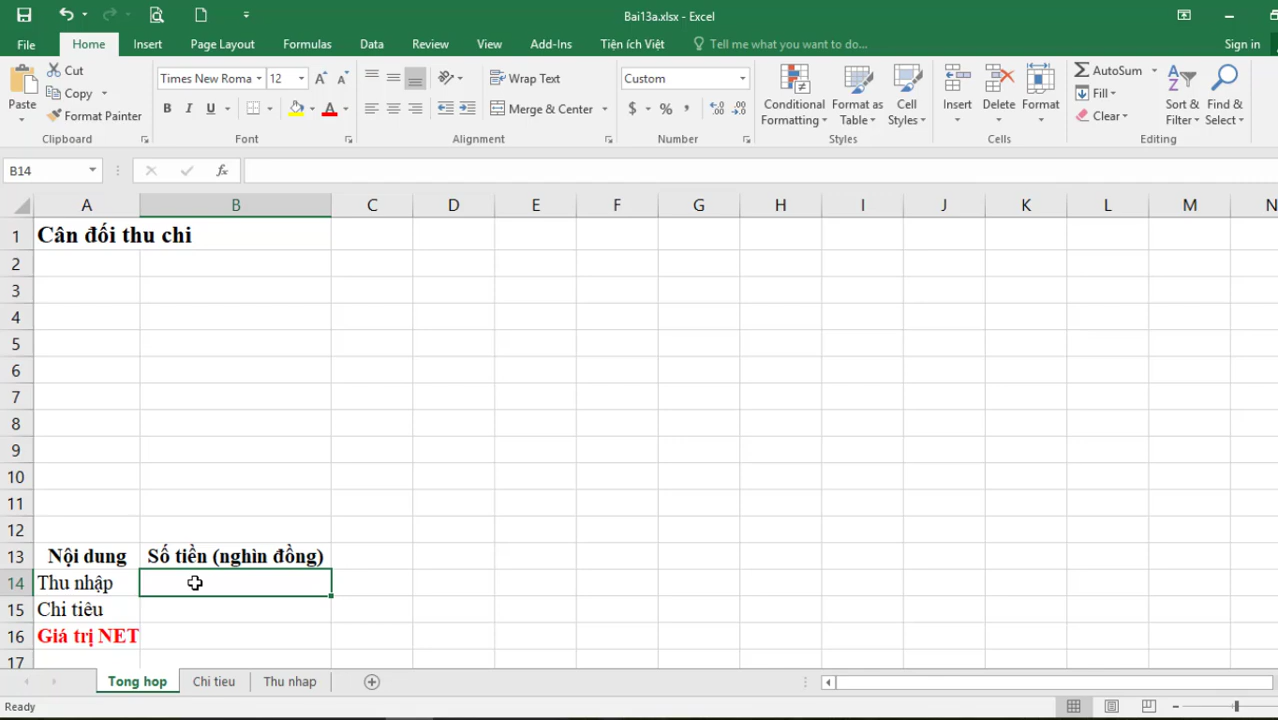 Bai13a.xlsx - Excel
File Home Insert Page Layout Formulas Data Review View Add-Ins Tiện ích Việt Tell me what you want to do... Sign in
Paste Cut Copy Format Painter
Times New Roma 12
B I U
Wrap Text
Merge & Center
Custom
$ % ,
Conditional Formatting Format as Table Cell Styles
Insert Delete Format
AutoSum Fill Clear
Sort & Filter Find & Select
Clipboard Font Alignment Number Styles Cells Editing
B14 fx
A B C D E F G H I J K L M N
1 Cân đối thu chi
2
3
4
5
6
7
8
9
10
11
12
13 Nội dung Số tiền (nghìn đồng)
14 Thu nhập
15 Chi tiêu
16 Giá trị NET
17
Tong hop Chi tieu Thu nhap
Ready